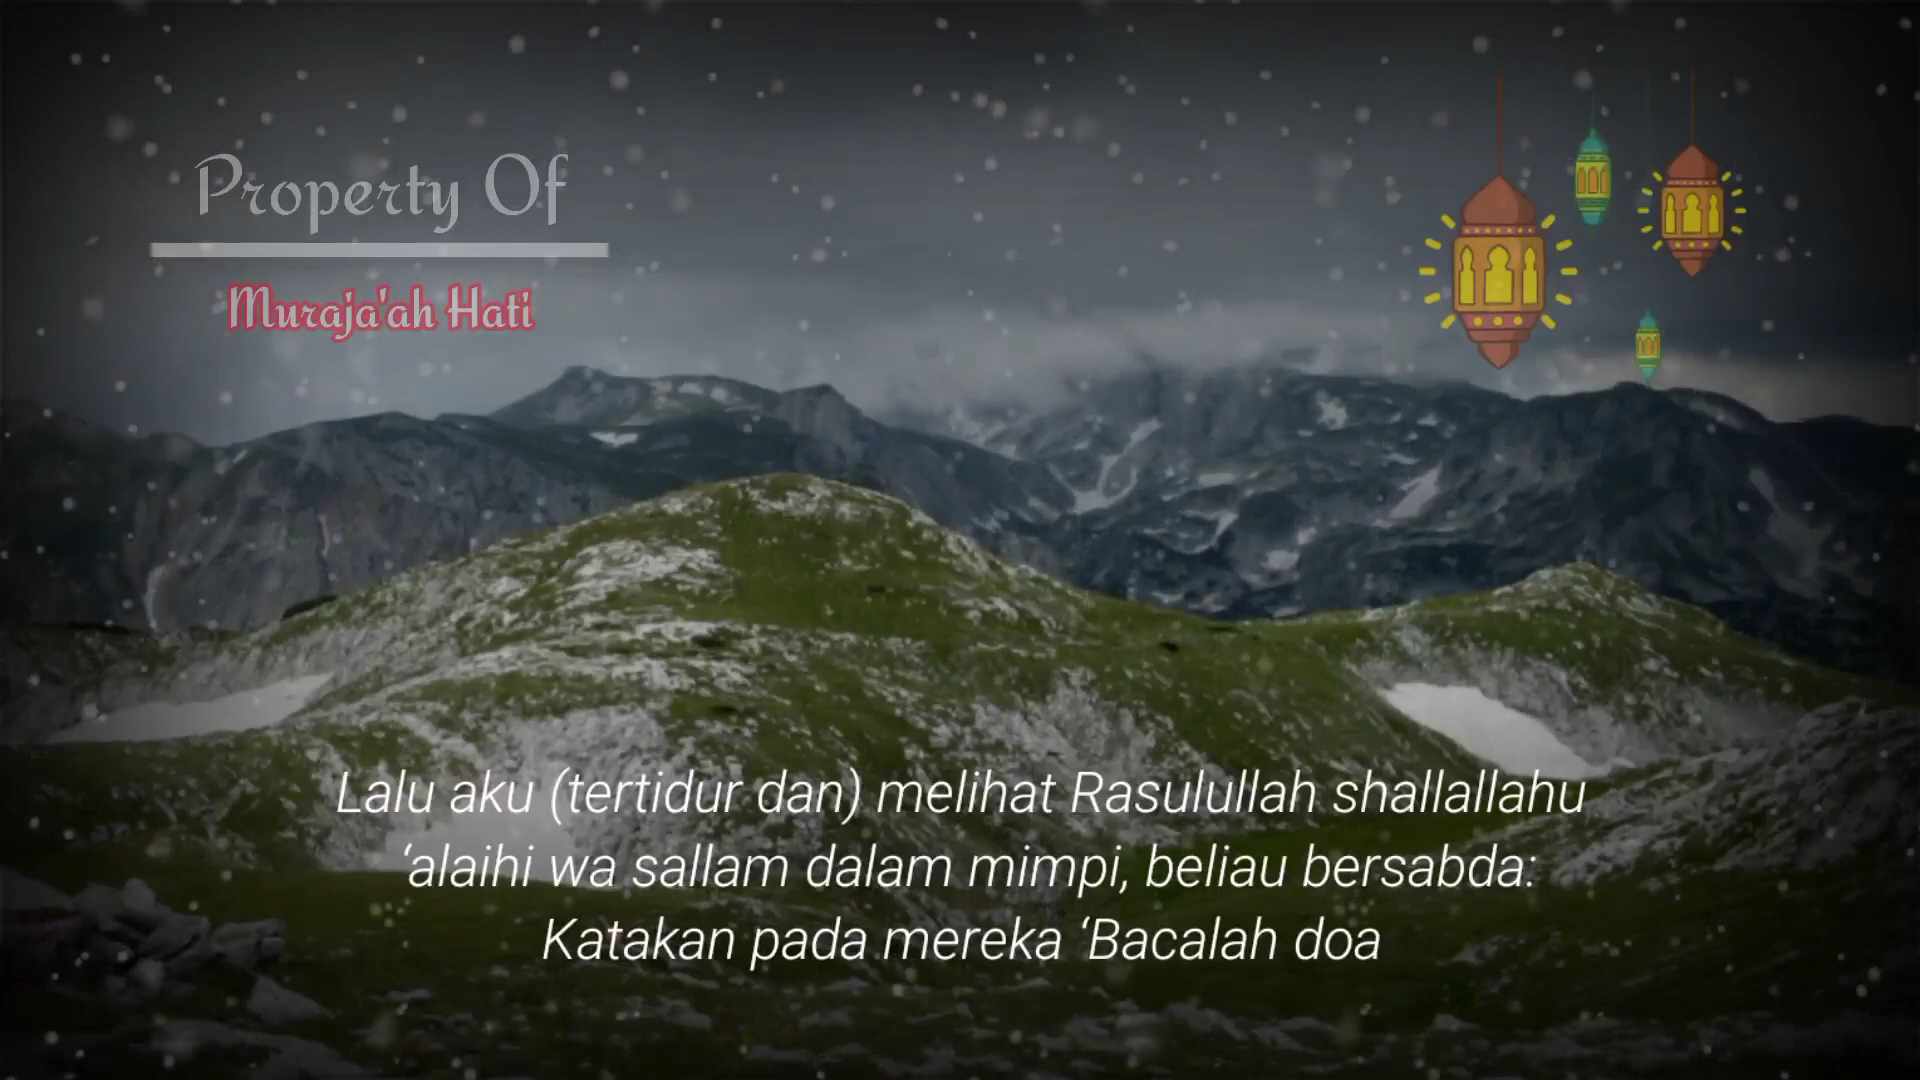 Property Of
Muraja'ah Hati
Lalu aku (tertidur dan) melihat Rasulullah shallallahu
‘alaihi wa sallam dalam mimpi, beliau bersabda:
Katakan pada mereka ‘Bacalah doa